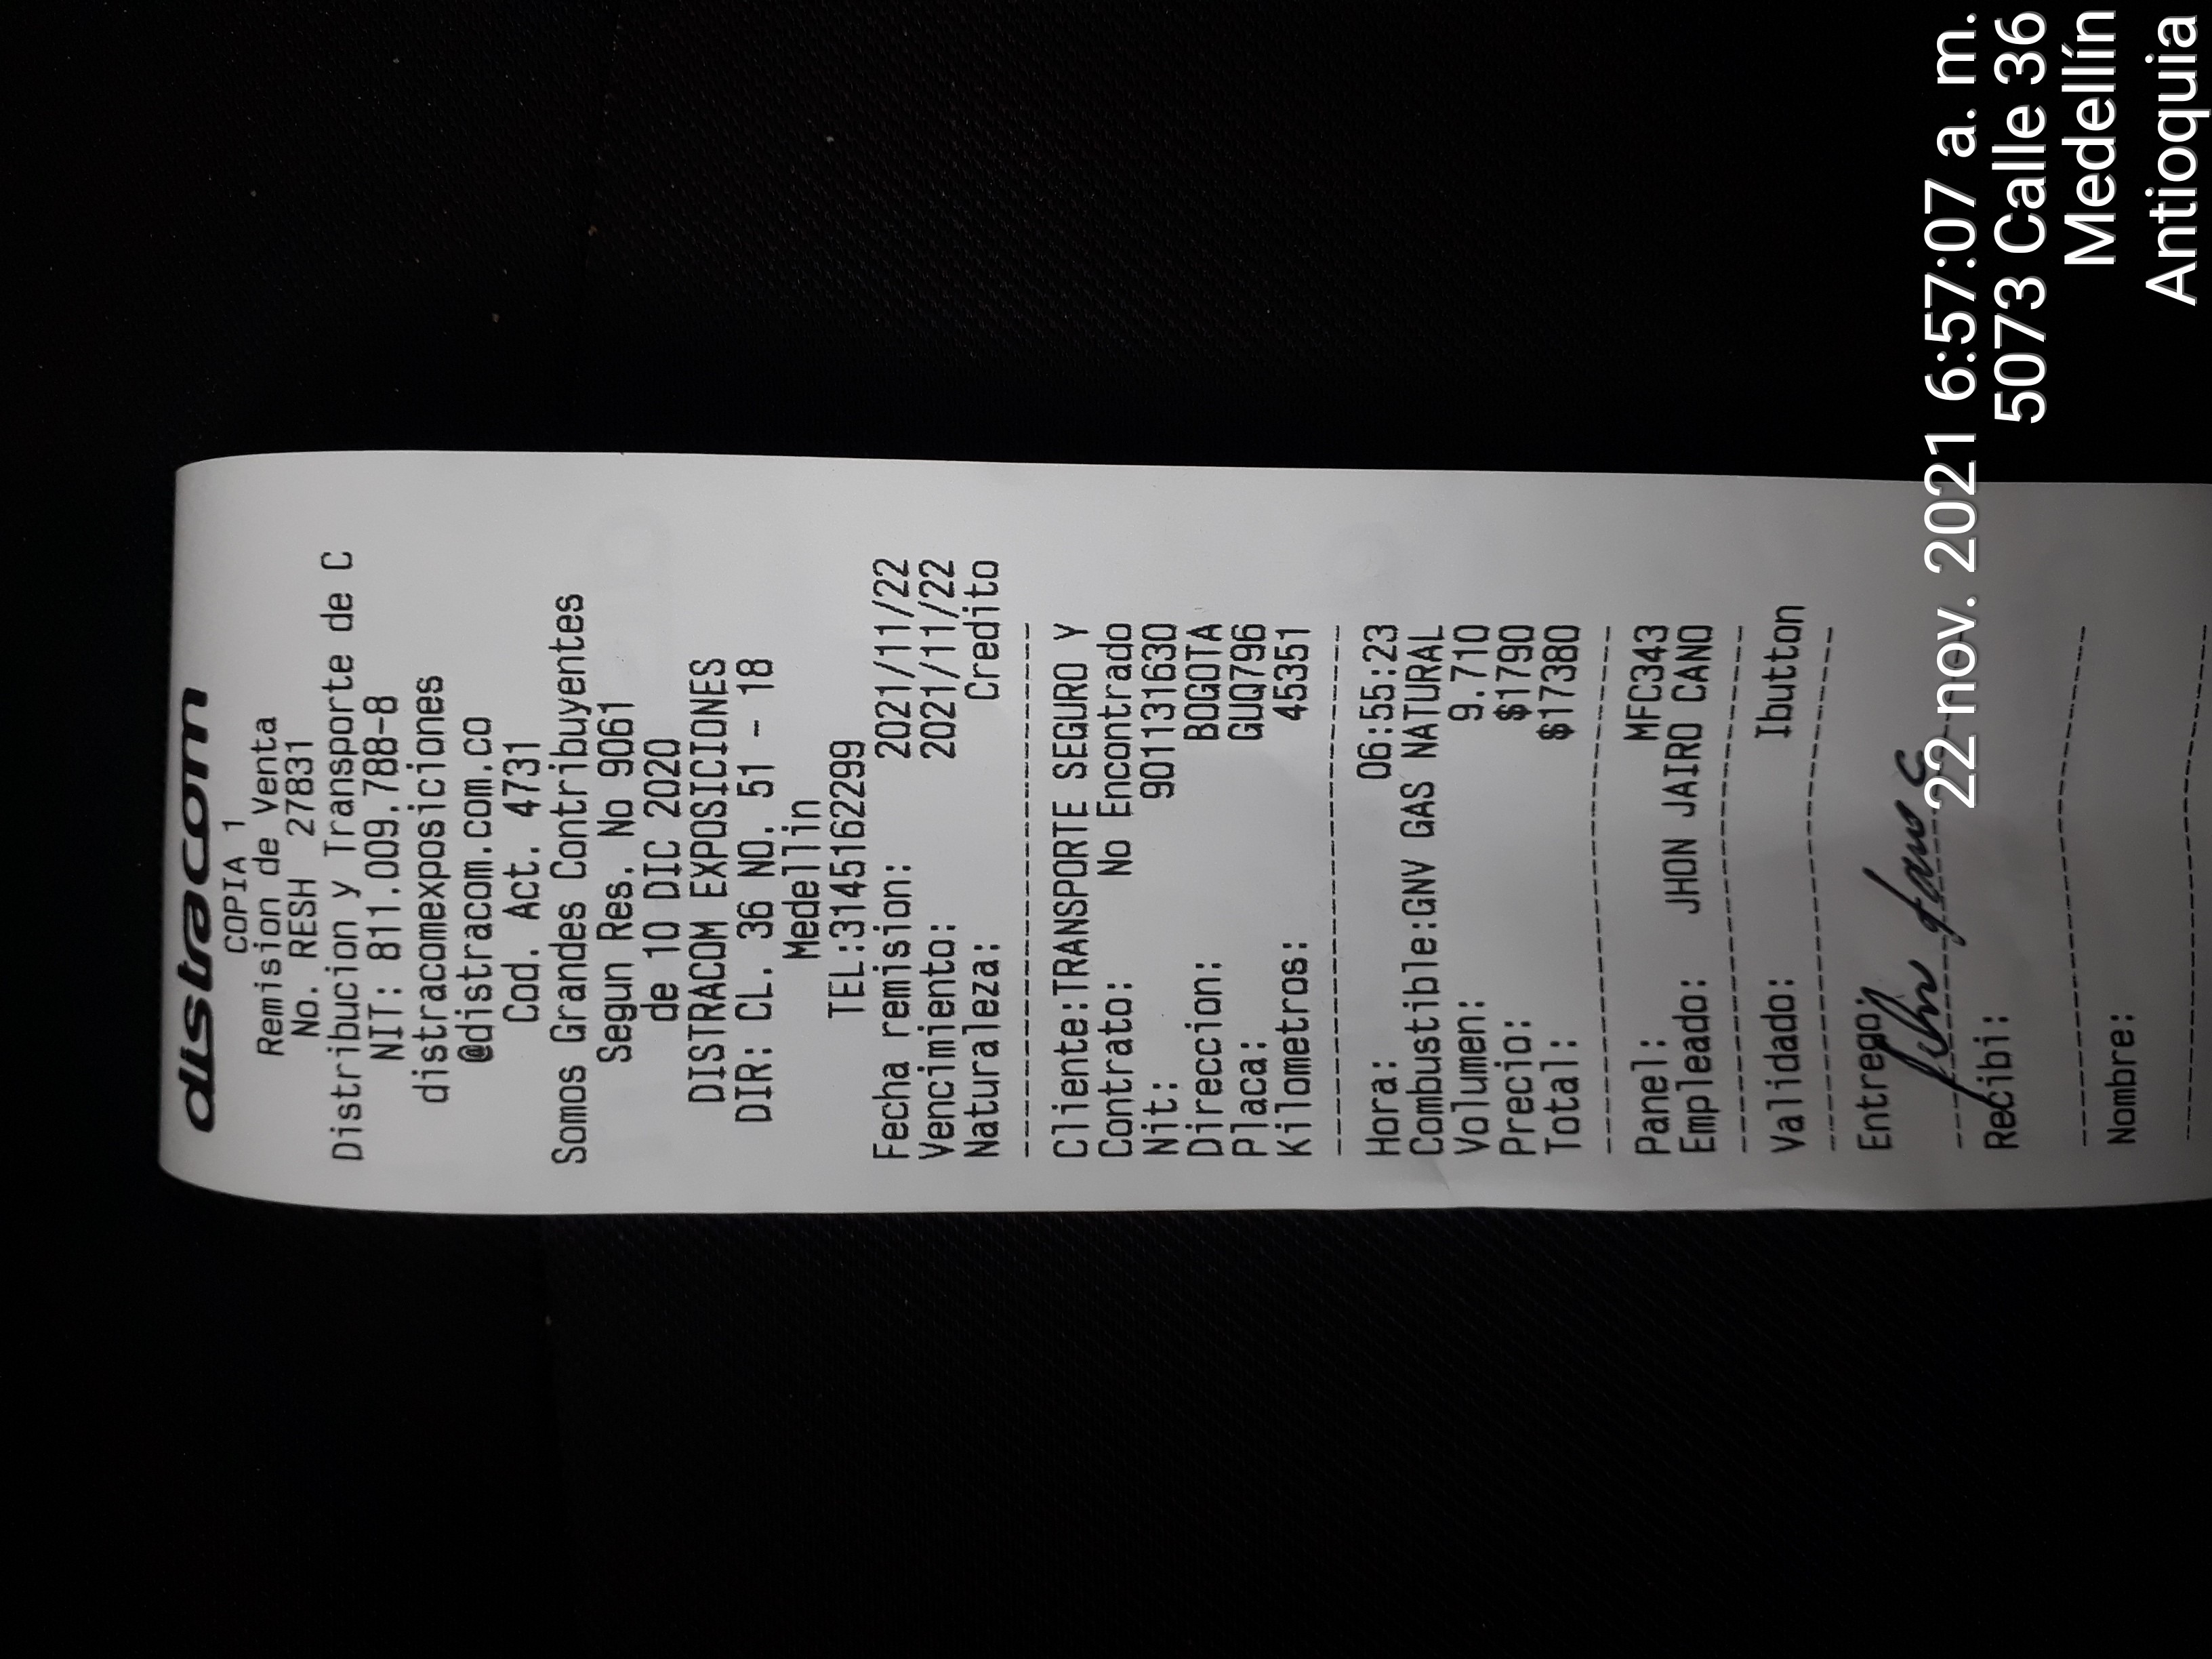 distracom
COPIA 1
Remision de Venta
No. RESH 27831
Distribucion y Transporte de C
NIT: 811.009.788-8
distracomexposiciones
@distracom.com.co
Cod. Act. 4731
Somos Grandes Contribuyentes
Segun Res. No 9061
de 10 DIC 2020
DISTRACOM EXPOSICIONES
DIR: CL. 36 NO. 51 - 18
Medellin
TEL:3145162299
Fecha remision: 2021/11/22
Vencimiento: 2021/11/22
Naturaleza: Credito
Cliente:TRANSPORTE SEGURO Y
Contrato: No Encontrado
Nit: 9011131630
Direccion: BOGOTA
Placa: GUQ796
Kilometros: 45351
Hora: 06:55:23
Combustible:GNV GAS NATURAL
Volumen: 9.710
Precio: $1790
Total: $17380
Panel: MFC343
Empleado: JHON JAIRO CANO
Validado: Ibutton
Entrego:
Recibi:
Nombre:
22 nov. 2021 6:57:07 a. m.
5073 Calle 36
Medellín
Antioquia